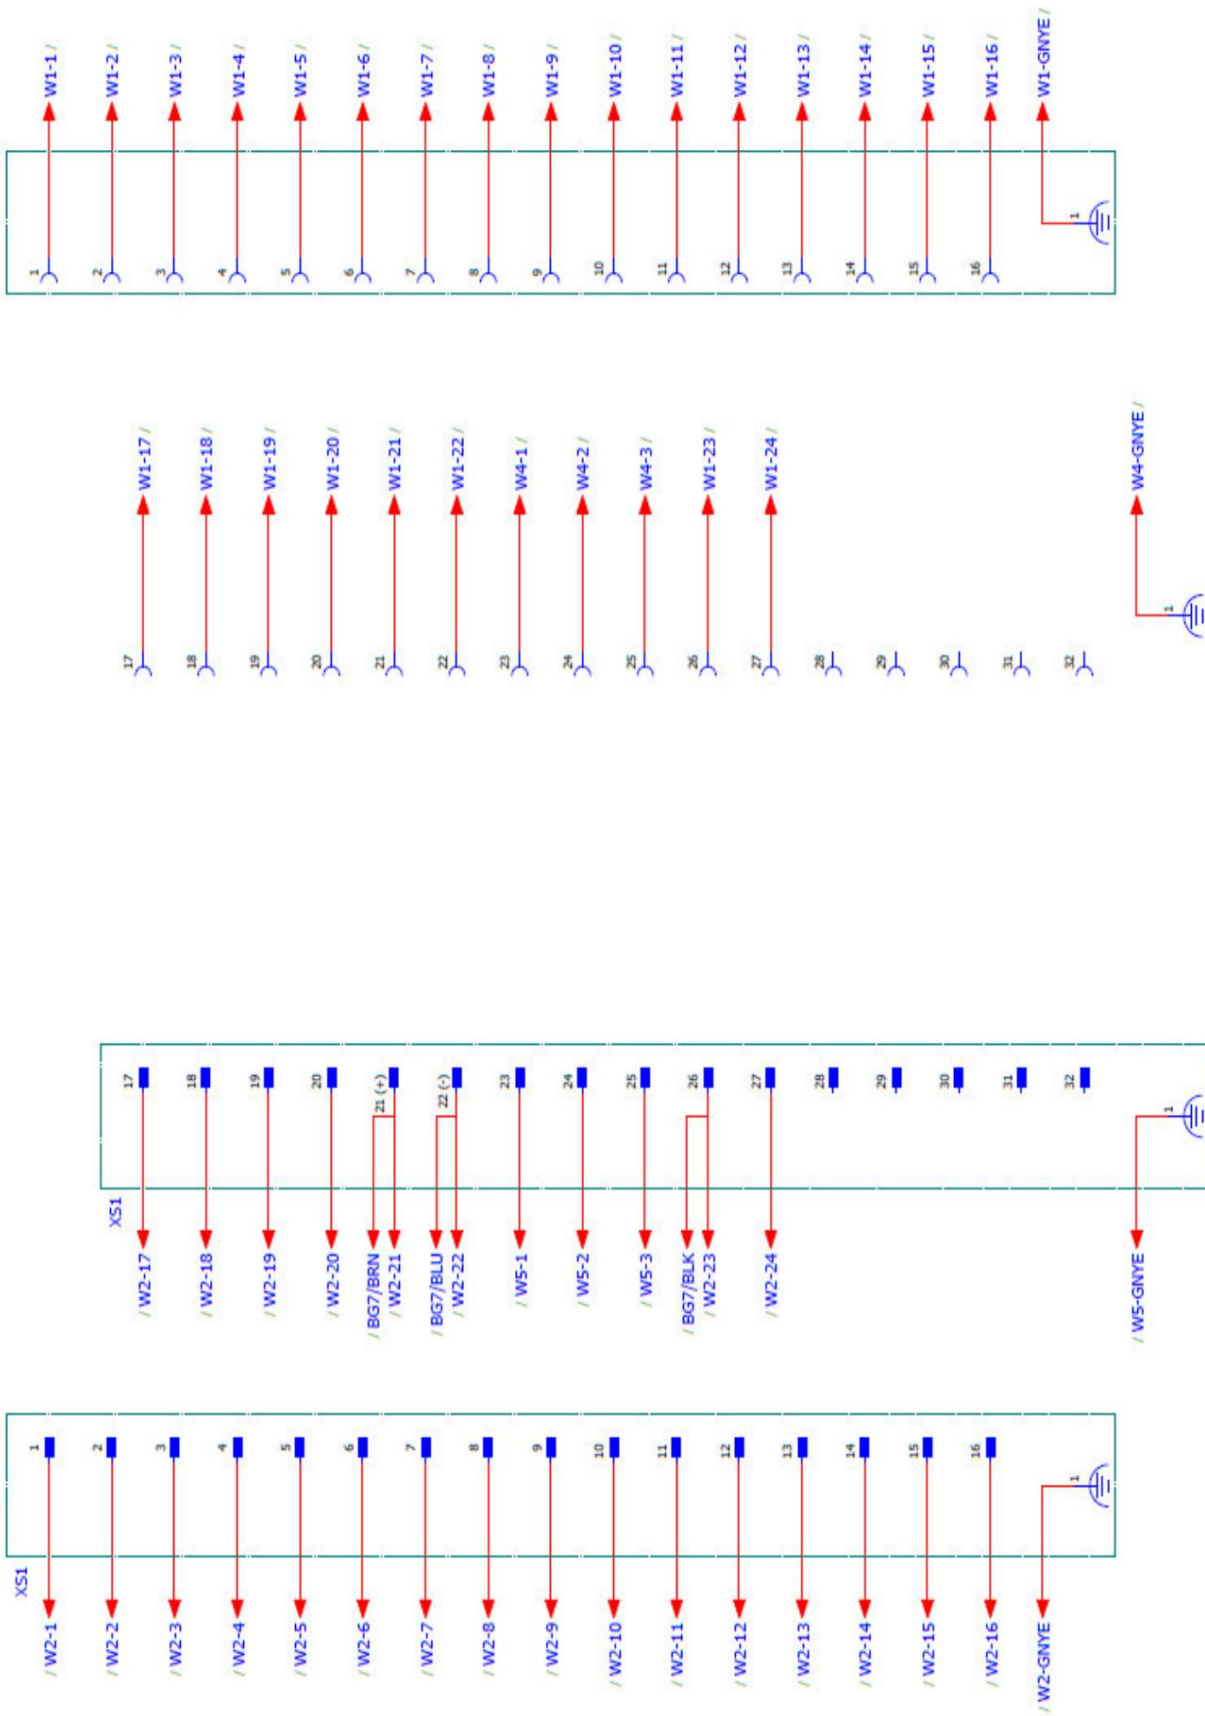 W1-1 /
W1-2 /
W1-3 /
W1-4 /
W1-5 /
W1-6 /
W1-7 /
W1-8 /
W1-9 /
W1-10 /
W1-11 /
W1-12 /
W1-13 /
W1-14 /
W1-15 /
W1-16 /
W1-GNYE /
1
2
3
4
5
6
7
8
9
10
11
12
13
14
15
16
1
W1-17 /
W1-18 /
W1-19 /
W1-20 /
W1-21 /
W1-22 /
W4-1 /
W4-2 /
W4-3 /
W1-23 /
W1-24 /
W4-GNYE /
17
18
19
20
21
22
23
24
25
26
27
28
29
30
31
32
1
XS1
17
18
19
20
21 (+)
22 (-)
23
24
25
26
27
28
29
30
31
32
1
/ W2-17
/ W2-18
/ W2-19
/ W2-20
/ BG7/BRN
/ W2-21
/ BG7/BLU
/ W2-22
/ W5-1
/ W5-2
/ W5-3
/ BG7/BLK
/ W2-23
/ W2-24
/ W5-GNYE
XS1
1
2
3
4
5
6
7
8
9
10
11
12
13
14
15
16
1
/ W2-1
/ W2-2
/ W2-3
/ W2-4
/ W2-5
/ W2-6
/ W2-7
/ W2-8
/ W2-9
/ W2-10
/ W2-11
/ W2-12
/ W2-13
/ W2-14
/ W2-15
/ W2-16
/ W2-GNYE